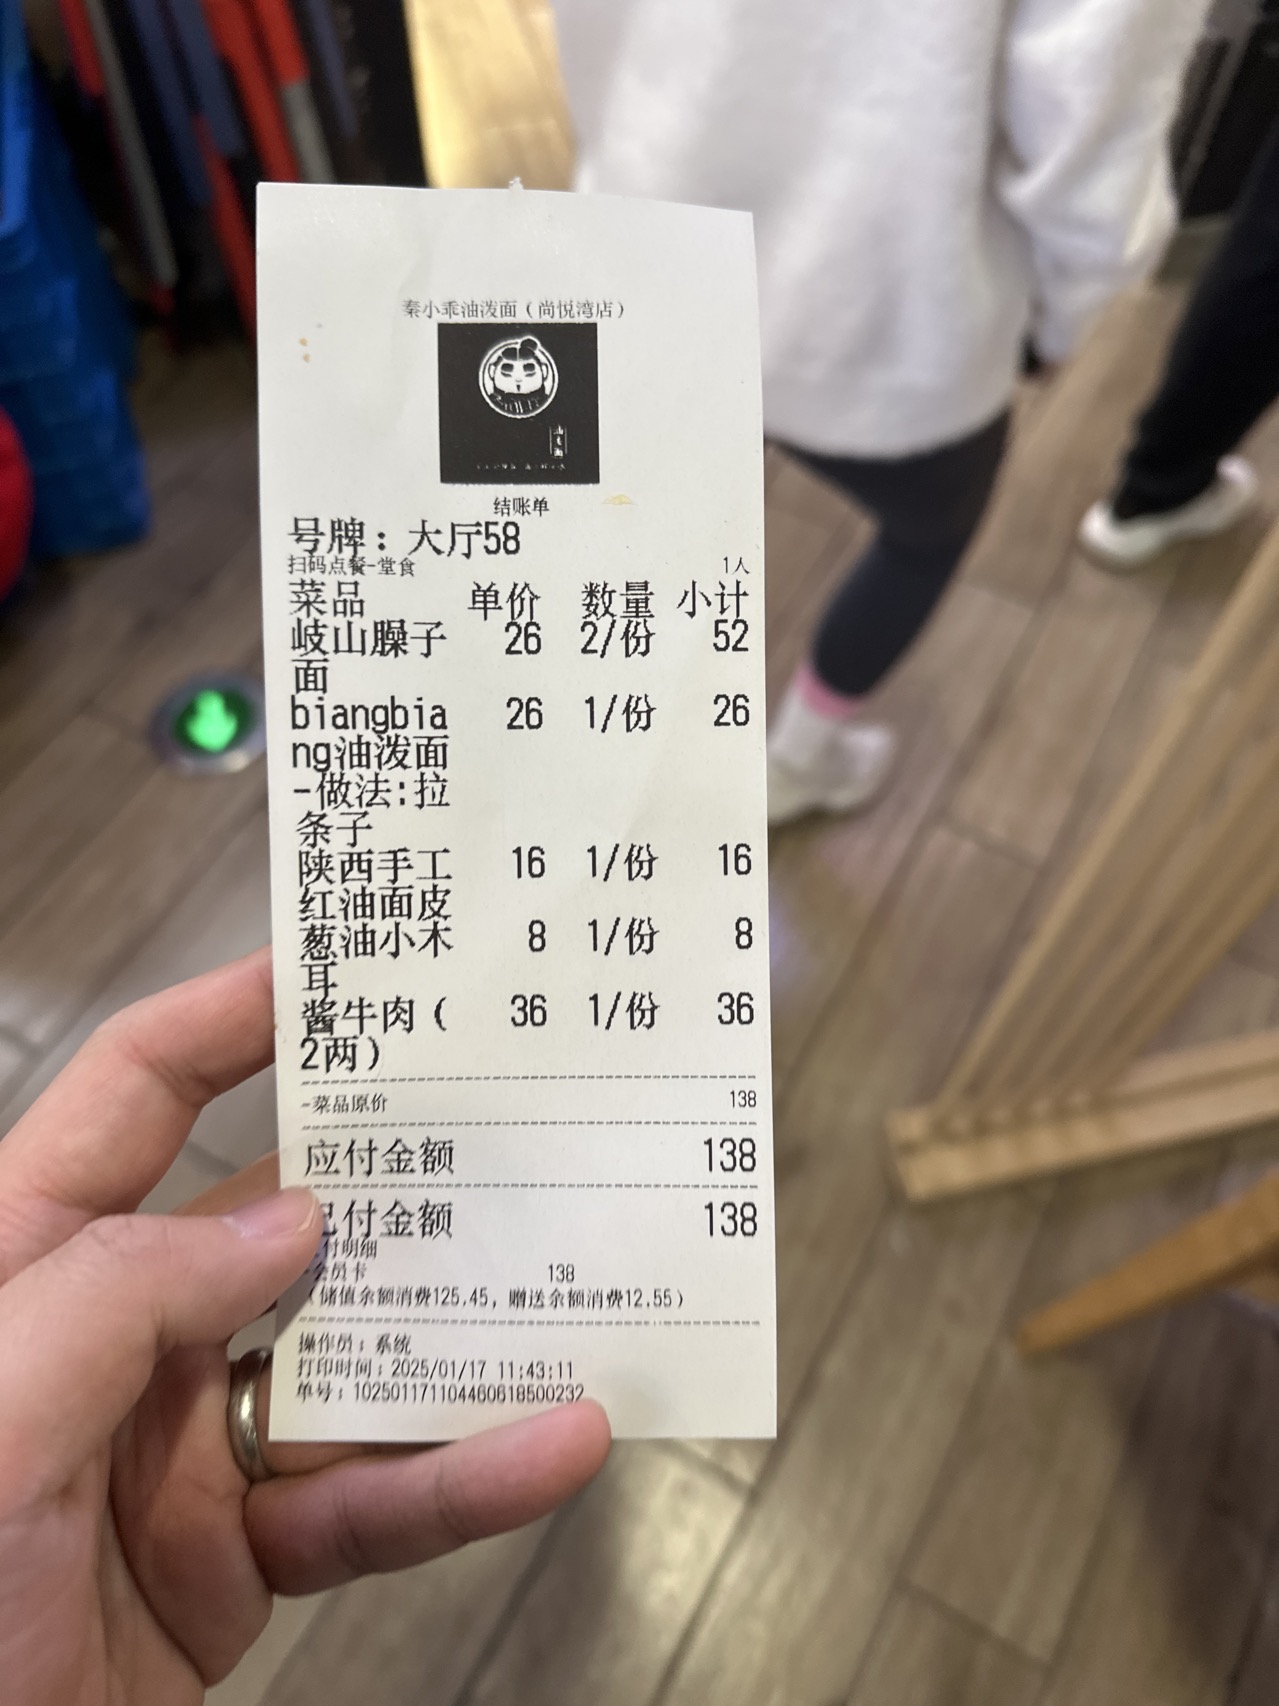 秦小乖油泼面（尚悦湾店）
结账单
号牌：大厅58
扫码点餐-堂食 1人
菜品 单价 数量 小计
岐山臊子 26 2/份 52
面
biangbia 26 1/份 26
ng油泼面
-做法:拉
条子
陕西手工 16 1/份 16
红油面皮
葱油小木 8 1/份 8
耳
酱牛肉（ 36 1/份 36
2两）
-菜品原价 138
应付金额 138
已付金额 138
付明细
-会员卡 138
（储值余额消费125.45，赠送余额消费12.55）
操作员：系统
打印时间：2025/01/17 11:43:11
单号：102501171104460618500232